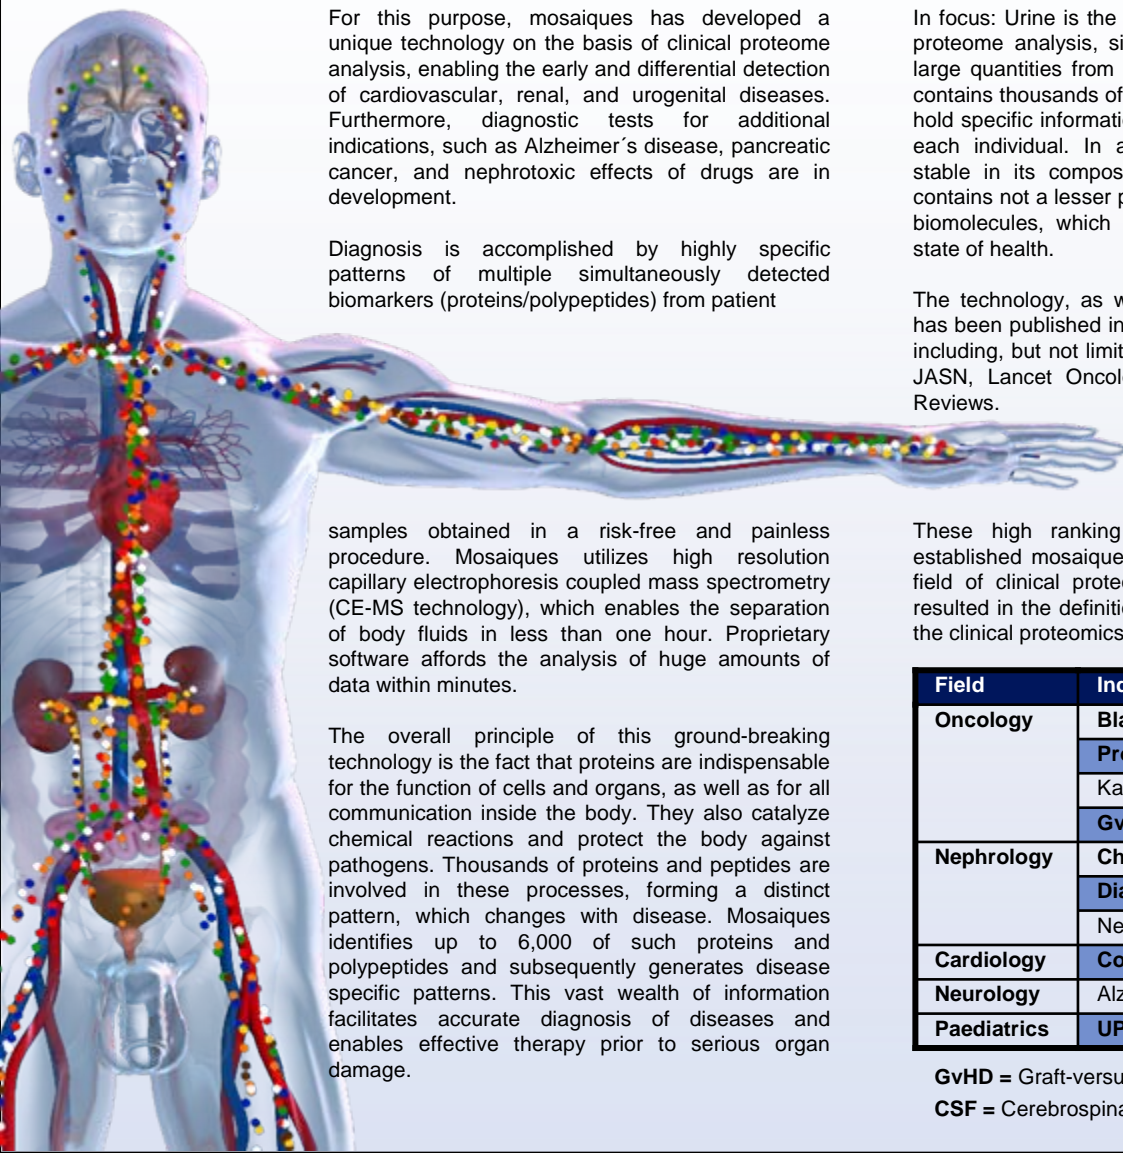 For this purpose, mosaiques has developed a
unique technology on the basis of clinical proteome
analysis, enabling the early and differential detection
of cardiovascular, renal, and urogenital diseases.
Furthermore, diagnostic tests for additional
indications, such as Alzheimer´s disease, pancreatic
cancer, and nephrotoxic effects of drugs are in
development.
Diagnosis is accomplished by highly specific
patterns of multiple simultaneously detected
biomarkers (proteins/polypeptides) from patient
samples obtained in a risk-free and painless
procedure. Mosaiques utilizes high resolution
capillary electrophoresis coupled mass spectrometry
(CE-MS technology), which enables the separation
of body fluids in less than one hour. Proprietary
software affords the analysis of huge amounts of
data within minutes.
The overall principle of this ground-breaking
technology is the fact that proteins are indispensable
for the function of cells and organs, as well as for all
communication inside the body. They also catalyze
chemical reactions and protect the body against
pathogens. Thousands of proteins and peptides are
involved in these processes, forming a distinct
pattern, which changes with disease. Mosaiques
identifies up to 6,000 of such proteins and
polypeptides and subsequently generates disease
specific patterns. This vast wealth of information
facilitates accurate diagnosis of diseases and
enables effective therapy prior to serious organ
damage.
In focus: Urine is the
proteome analysis, si
large quantities from
contains thousands of
hold specific informati
each individual. In a
stable in its compos
contains not a lesser p
biomolecules, which
state of health.
The technology, as w
has been published in
including, but not limit
JASN, Lancet Oncol
Reviews.
These high ranking
established mosaique
field of clinical prote
resulted in the definiti
the clinical proteomics
Field Ind
Oncology Bla
Pro
Ka
Gv
Nephrology Ch
Dia
Ne
Cardiology Co
Neurology Alz
Paediatrics UP
GvHD = Graft-versu
CSF = Cerebrospina